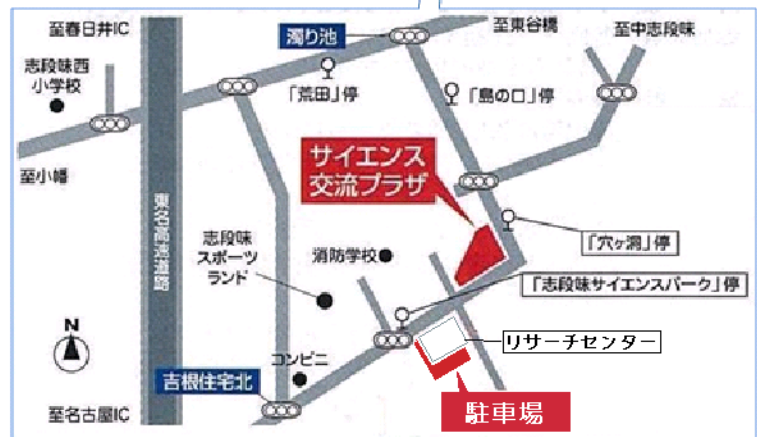 至春日井IC
濁り池
至東谷橋
至中志段味
志段味西
小学校
「荒田」停
「島の口」停
サイエンス
交流プラザ
至小幡
東名高速道路
志段味
スポーツ
ランド
消防学校
「穴ヶ洞」停
「志段味サイエンスパーク」停
N
リサーチセンター
コンビニ
吉根住宅北
駐車場
至名古屋IC